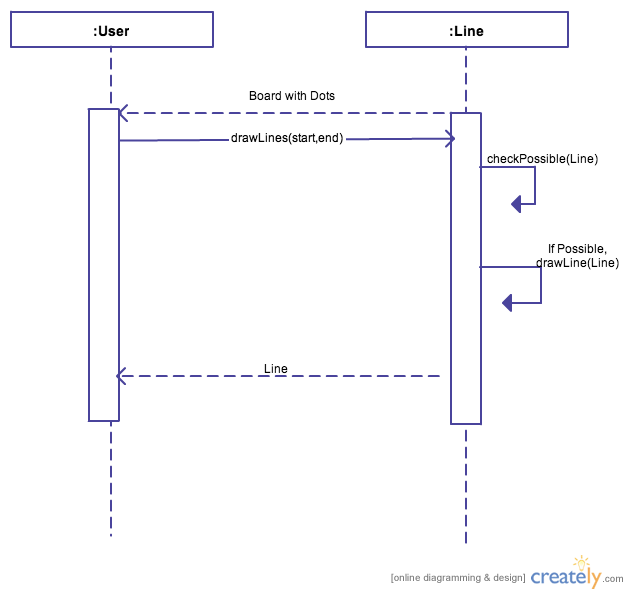 :User
:Line
Board with Dots
drawLines(start,end)
checkPossible(Line)
If Possible,
drawLine(Line)
Line
[online diagramming & design] creately.com